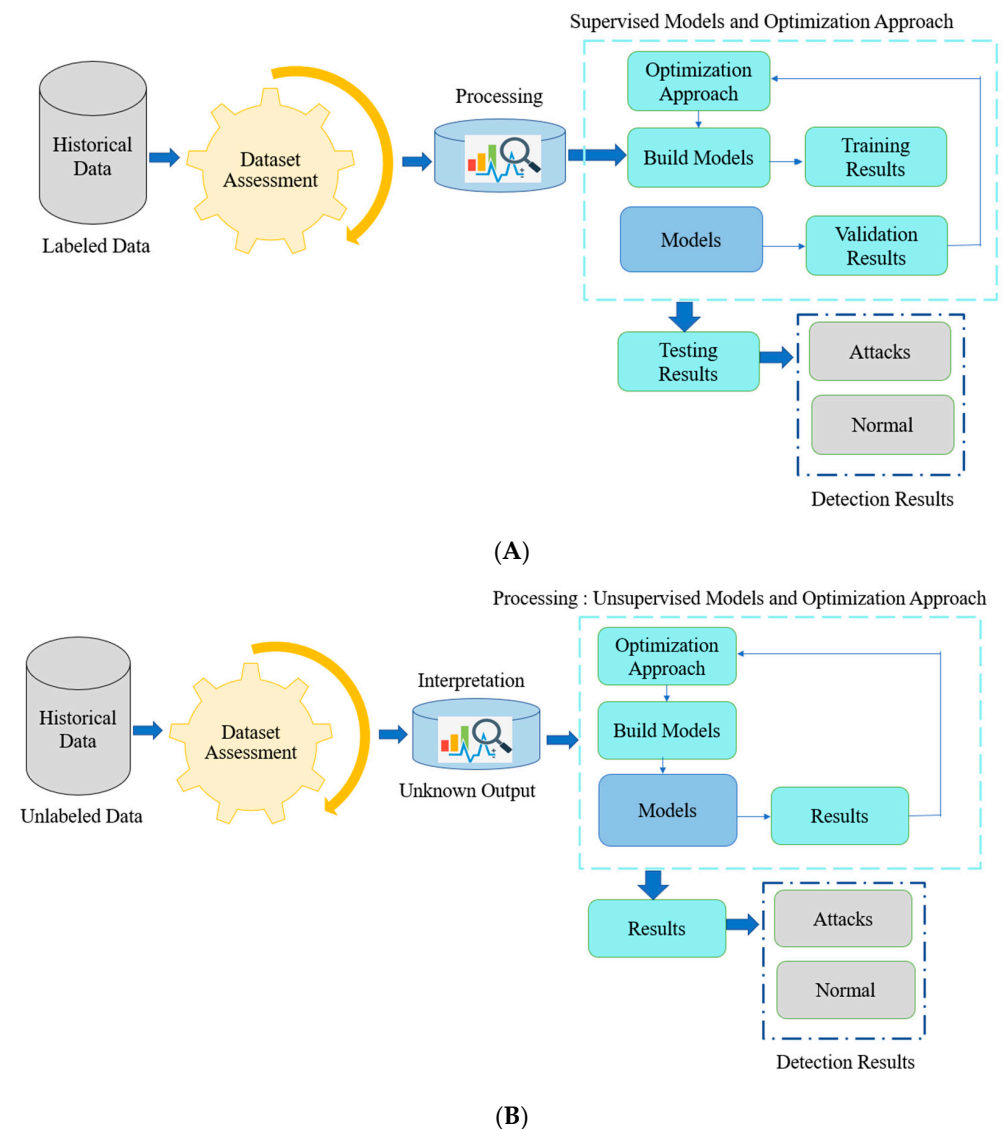 Supervised Models and Optimization Approach
Historical
Data
Labeled Data
Dataset
Assessment
Processing
Optimization
Approach
Build Models
Training
Results
Models
Validation
Results
Testing
Results
Attacks
Normal
Detection Results
(A)
Processing : Unsupervised Models and Optimization Approach
Historical
Data
Unlabeled Data
Dataset
Assessment
Interpretation
Unknown Output
Optimization
Approach
Build Models
Models
Results
Results
Attacks
Normal
Detection Results
(B)